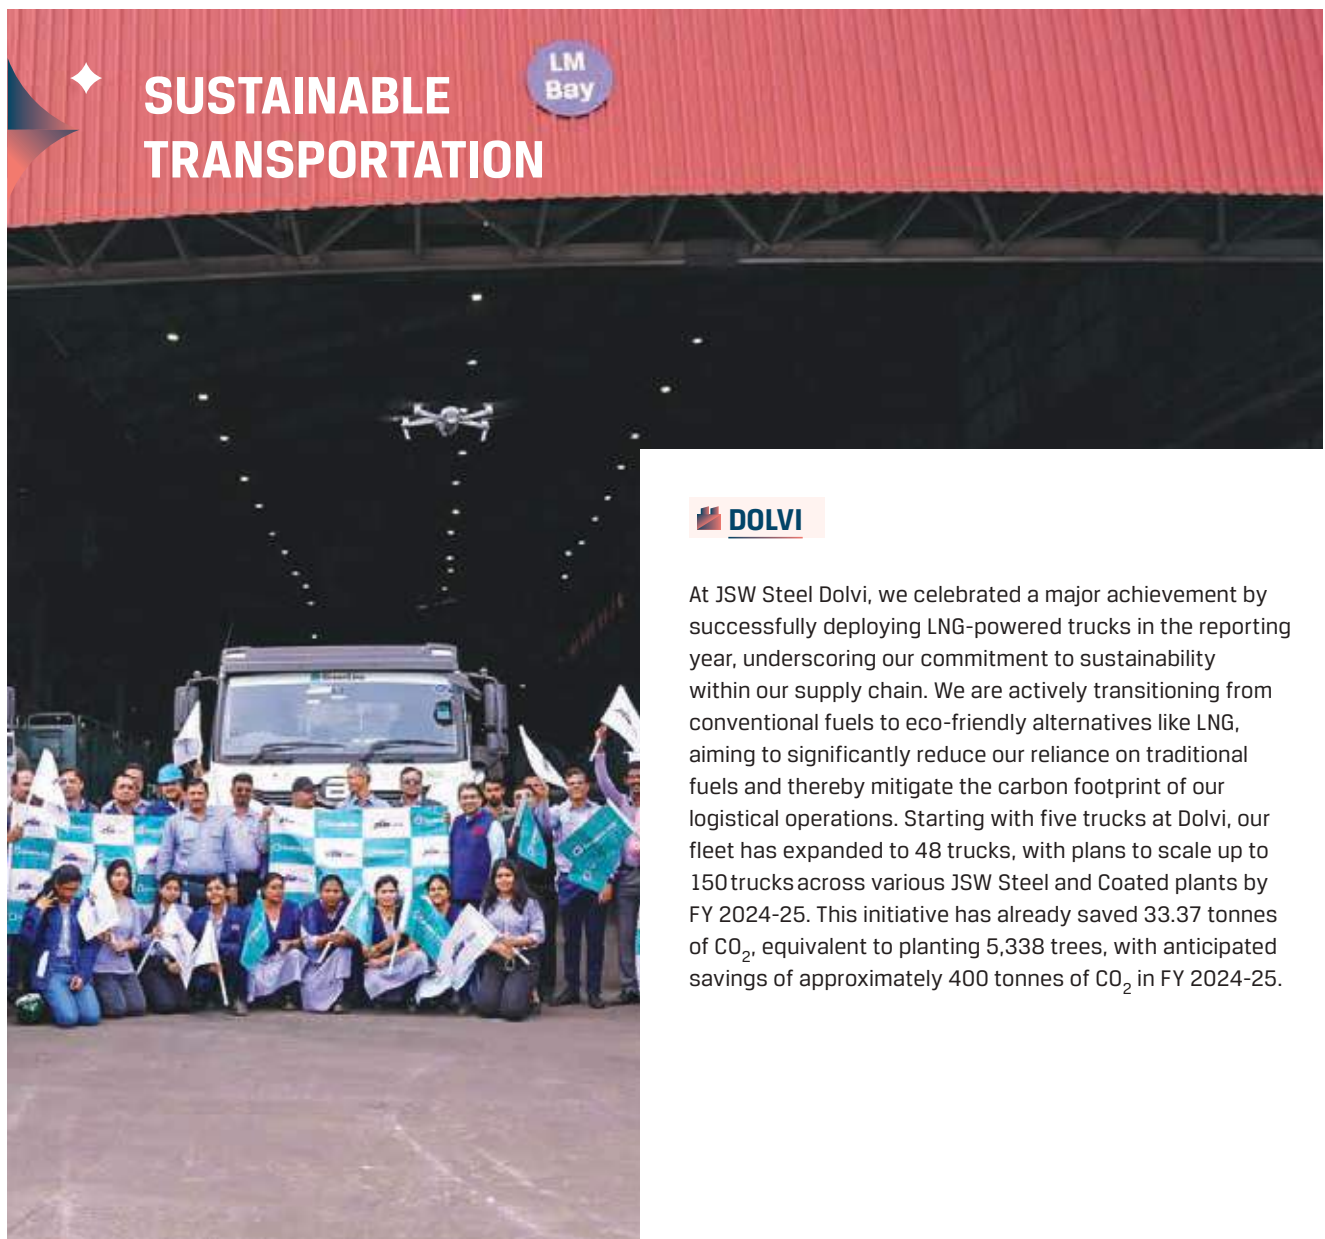 SUSTAINABLE
TRANSPORTATION
LM
Bay
DOLVI
At JSW Steel Dolvi, we celebrated a major achievement by
successfully deploying LNG-powered trucks in the reporting
year, underscoring our commitment to sustainability
within our supply chain. We are actively transitioning from
conventional fuels to eco-friendly alternatives like LNG,
aiming to significantly reduce our reliance on traditional
fuels and thereby mitigate the carbon footprint of our
logistical operations. Starting with five trucks at Dolvi, our
fleet has expanded to 48 trucks, with plans to scale up to
150 trucks across various JSW Steel and Coated plants by
FY 2024-25. This initiative has already saved 33.37 tonnes
of CO₂, equivalent to planting 5,338 trees, with anticipated
savings of approximately 400 tonnes of CO₂ in FY 2024-25.